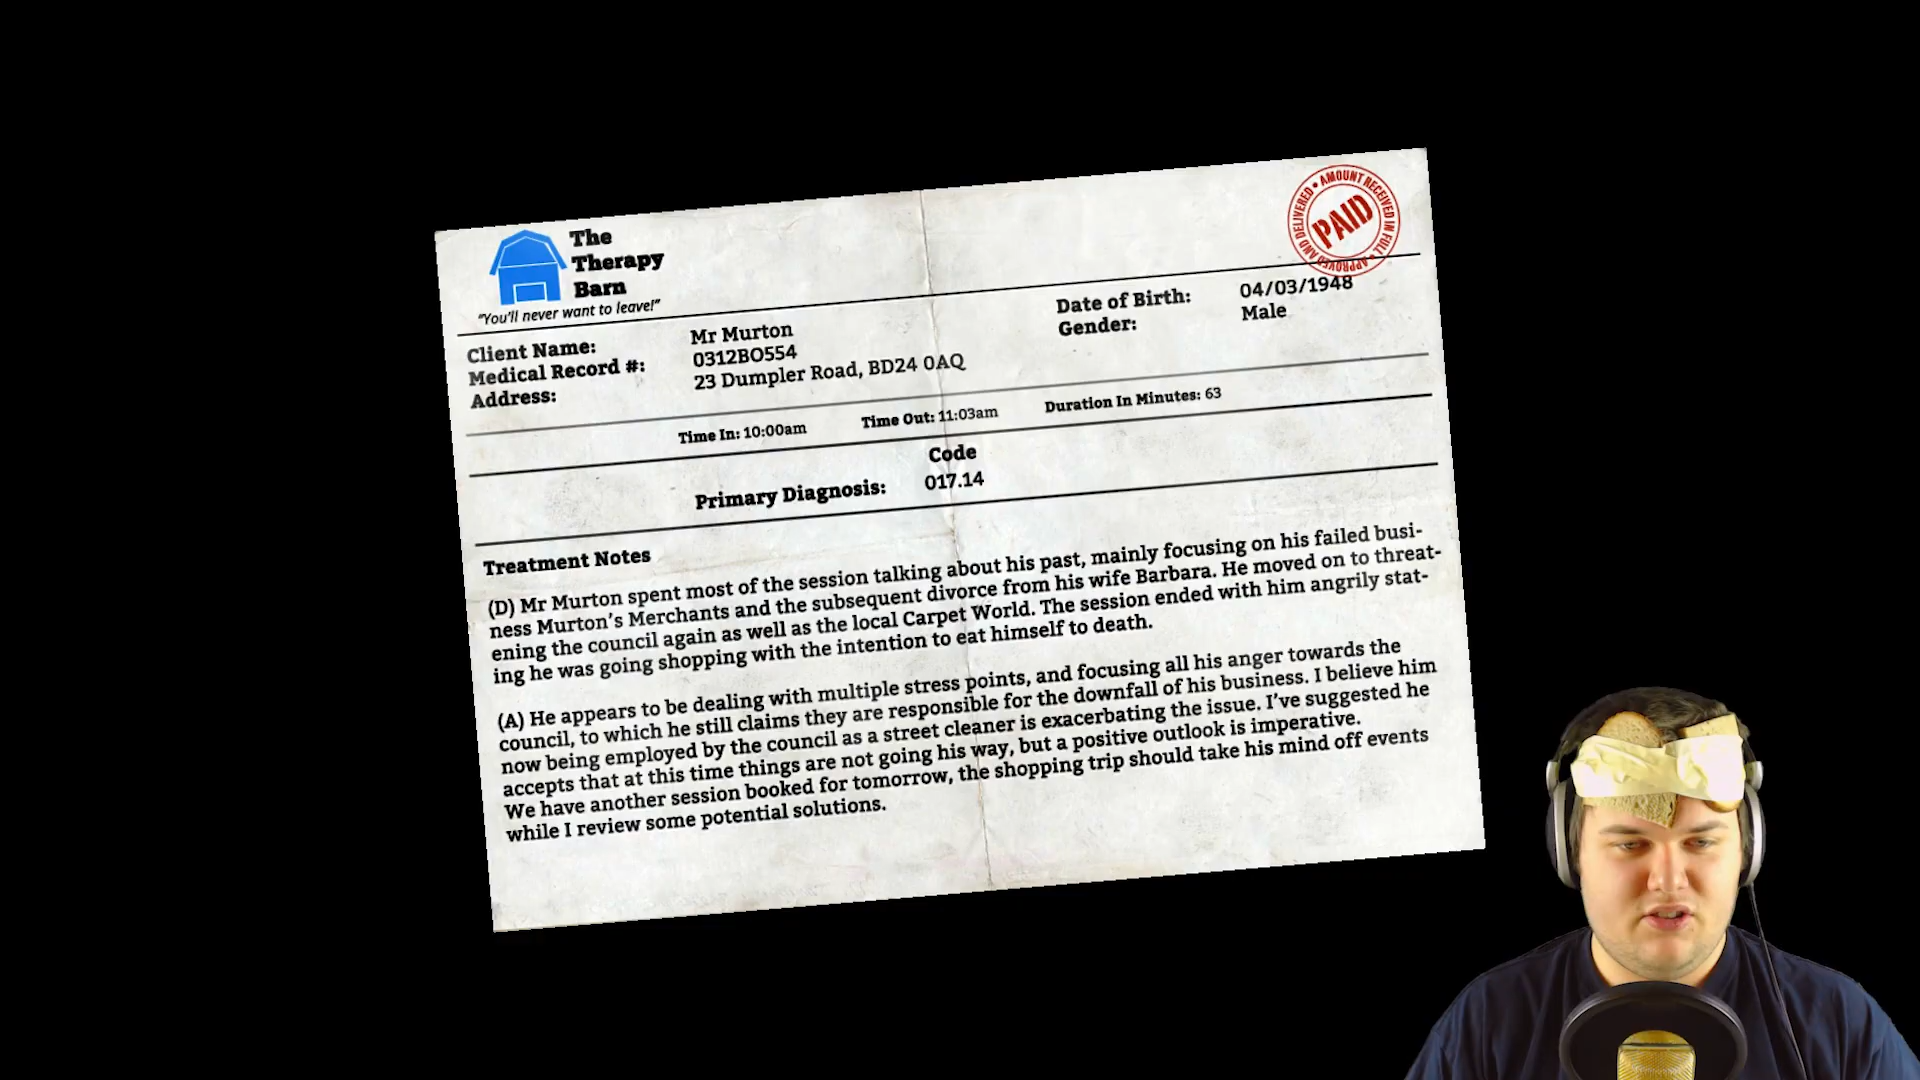 The
Therapy
Barn
"You'll never want to leave!"
APPROVED AND DELIVERED • AMOUNT RECEIVED IN FULL •
PAID
Client Name: Mr Murton
Medical Record #: 0312BO554
Address: 23 Dumpler Road, BD24 0AQ
Date of Birth: 04/03/1948
Gender: Male
Time In: 10:00am Time Out: 11:03am Duration In Minutes: 63
Code
Primary Diagnosis: 017.14
Treatment Notes
(D) Mr Murton spent most of the session talking about his past, mainly focusing on his failed busi-
ness Murton's Merchants and the subsequent divorce from his wife Barbara. He moved on to threat-
ening the council again as well as the local Carpet World. The session ended with him angrily stat-
ing he was going shopping with the intention to eat himself to death.
(A) He appears to be dealing with multiple stress points, and focusing all his anger towards the
council, to which he still claims they are responsible for the downfall of his business. I believe him
now being employed by the council as a street cleaner is exacerbating the issue. I've suggested he
accepts that at this time things are not going his way, but a positive outlook is imperative.
We have another session booked for tomorrow, the shopping trip should take his mind off events
while I review some potential solutions.